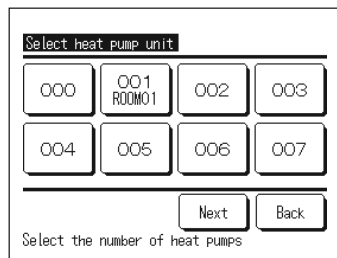 Select heat pump unit
000 001 002 003
ROOM01
004 005 006 007
Next Back
Select the number of heat pumps